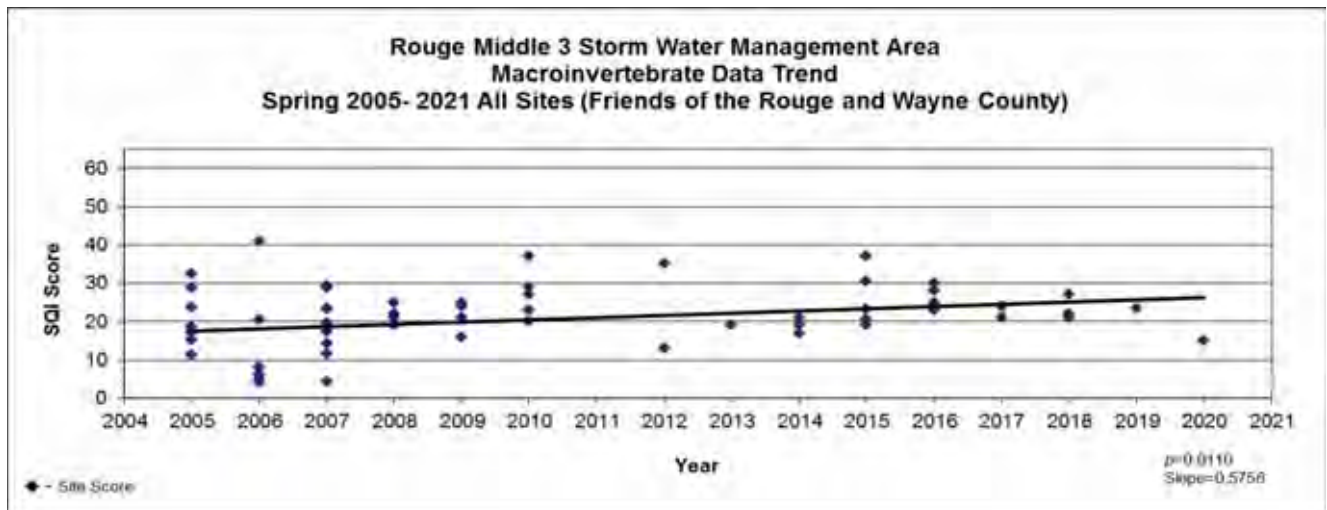 Rouge Middle 3 Storm Water Management Area
Macroinvertebrate Data Trend
Spring 2005- 2021 All Sites (Friends of the Rouge and Wayne County)
60
50
40
30
20
10
0
SQI Score
2004 2005 2006 2007 2008 2009 2010 2011 2012 2013 2014 2015 2016 2017 2018 2019 2020 2021
Year
- Site Score
p=0.0110
Slope=0.5756